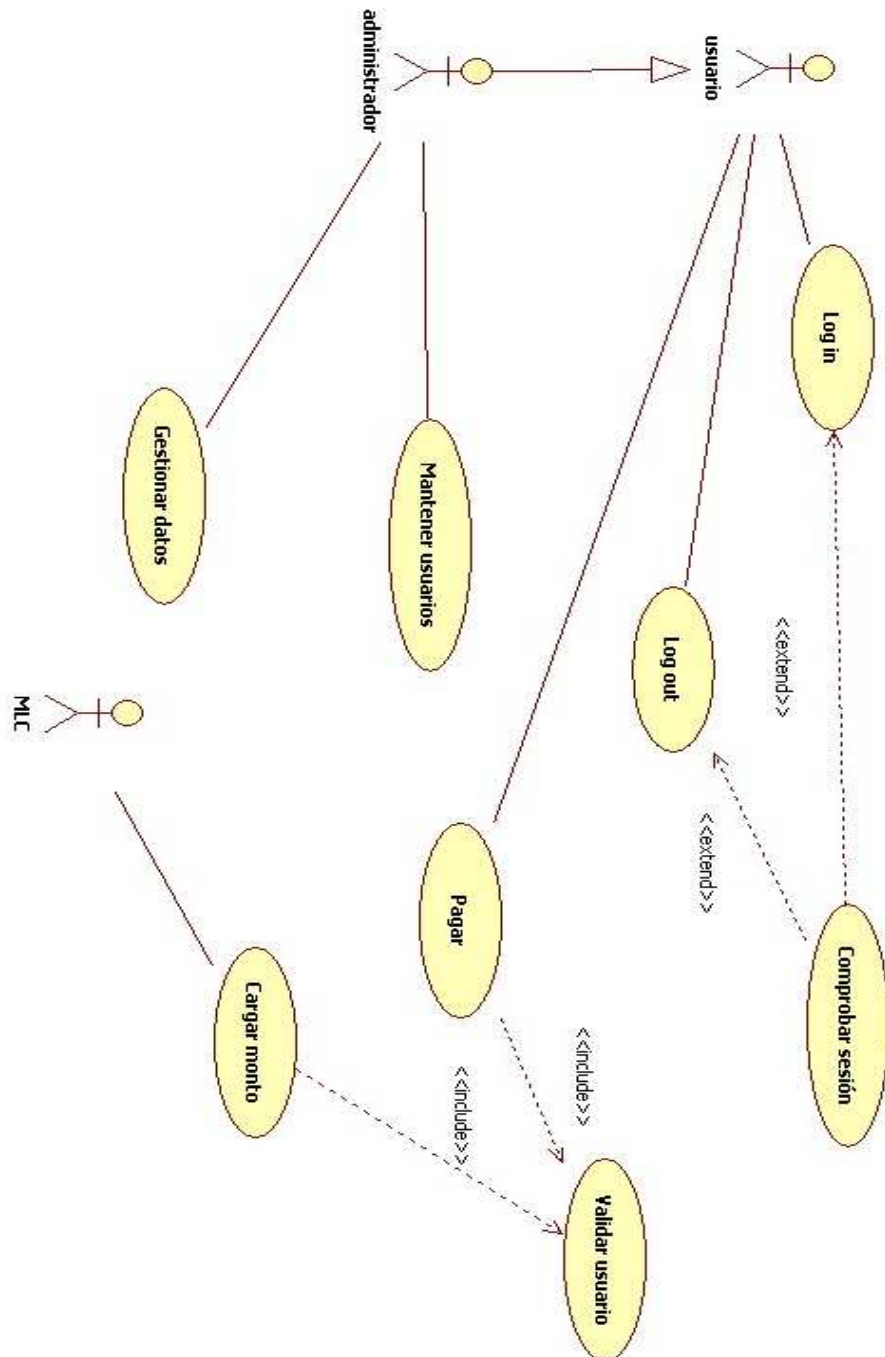 usuario
Log in
Comprobar sesión
<<extend>>
Log out
<<extend>>
administrador
Mantener usuarios
Pagar
<<include>>
Validar usuario
<<include>>
Gestionar datos
Cargar monto
MLC